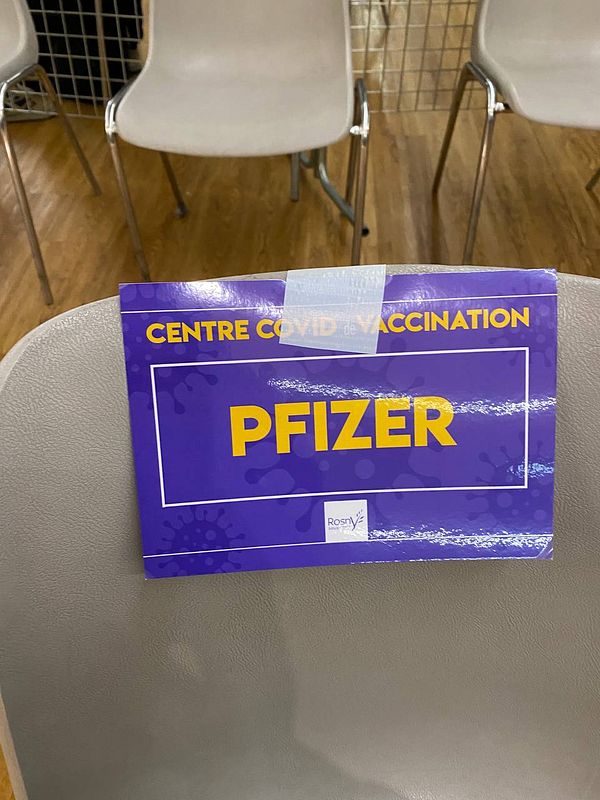 CENTRE COVID de VACCINATION
PFIZER
Rosny